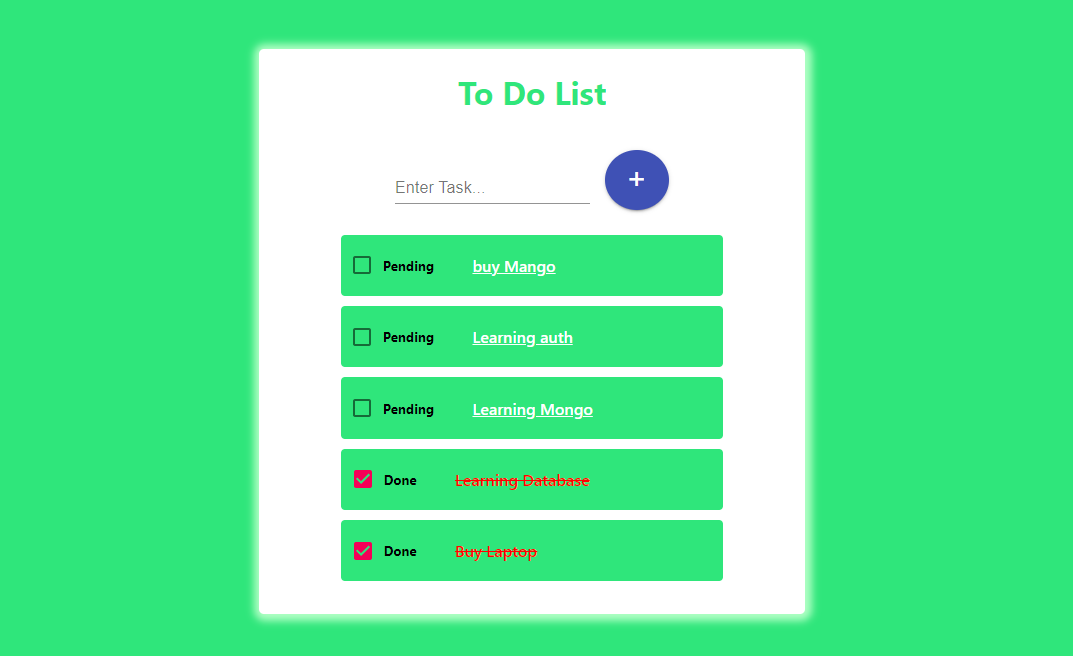 To Do List
Enter Task...
+
Pending buy Mango
Pending Learning auth
Pending Learning Mongo
Done Learning Database
Done Buy Laptop